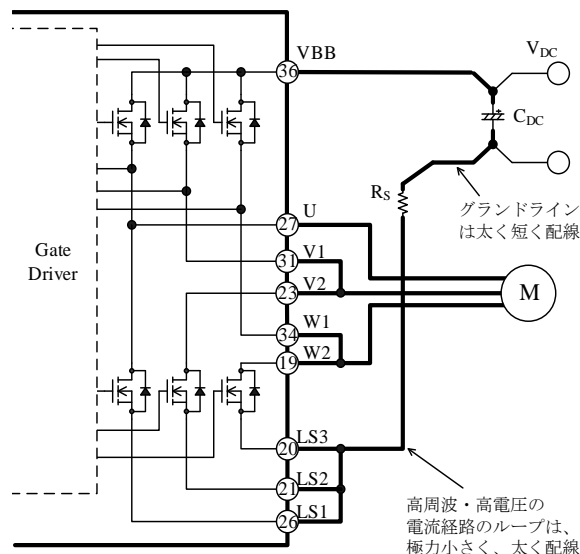 VBB
36
V_DC
C_DC
R_S
グランドライン
は太く短く配線
U
27
V1
31
V2
23
W1
34
W2
19
M
Gate
Driver
LS3
20
LS2
21
LS1
26
高周波・高電圧の
電流経路のループは、
極力小さく、太く配線